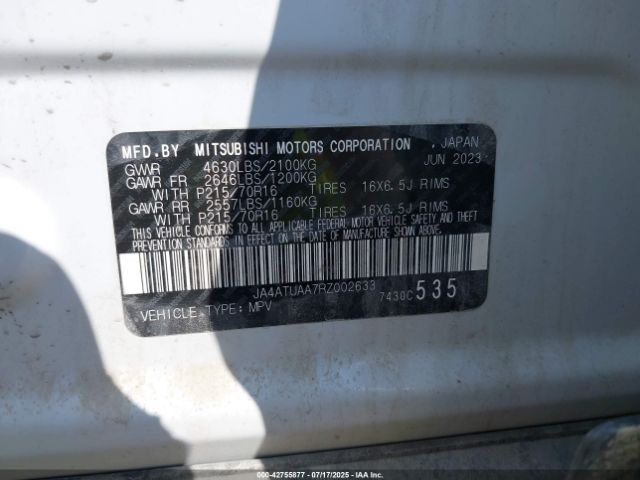 MFD.BY MITSUBISHI MOTORS CORPORATION , JAPAN
GVWR 4630LBS/2100KG JUN 2023
GAWR FR 2646LBS/1200KG
WITH P215/70R16 TIRES 16X6.5J RIMS
GAWR RR 2557LBS/1160KG
WITH P215/70R16 TIRES 16X6.5J RIMS
THIS VEHICLE CONFORMS TO ALL APPLICABLE FEDERAL MOTOR VEHICLE SAFETY AND THEFT
PREVENTION STANDARDS IN EFFECT ON THE DATE OF MANUFACTURE SHOWN ABOVE.
JA4ATUAA7RZ002633
7430C 535
VEHICLE TYPE: MPV
000-42755877 - 07/17/2025 - IAAI.COM